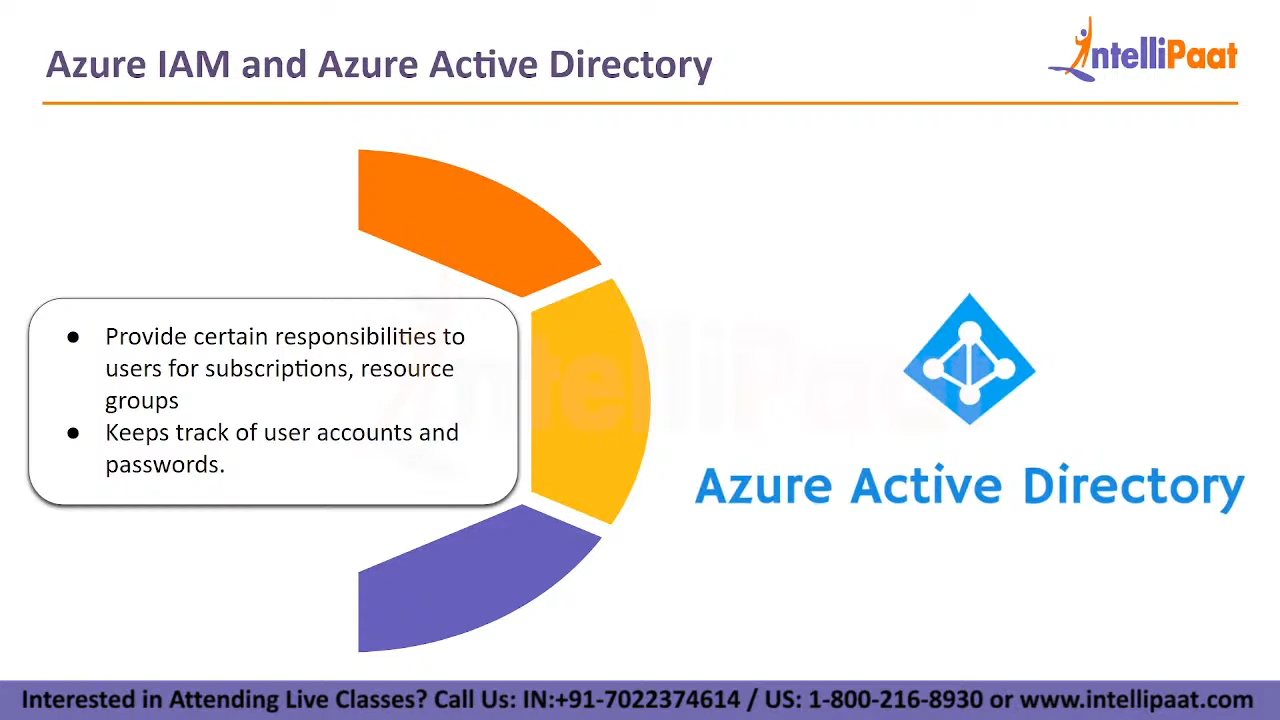 Azure IAM and Azure Active Directory
IntelliPaat
● Provide certain responsibilities to
users for subscriptions, resource
groups
● Keeps track of user accounts and
passwords.
IntelliPaat
Azure Active Directory
Interested in Attending Live Classes? Call Us: IN:+91-7022374614 / US: 1-800-216-8930 or www.intellipaat.com